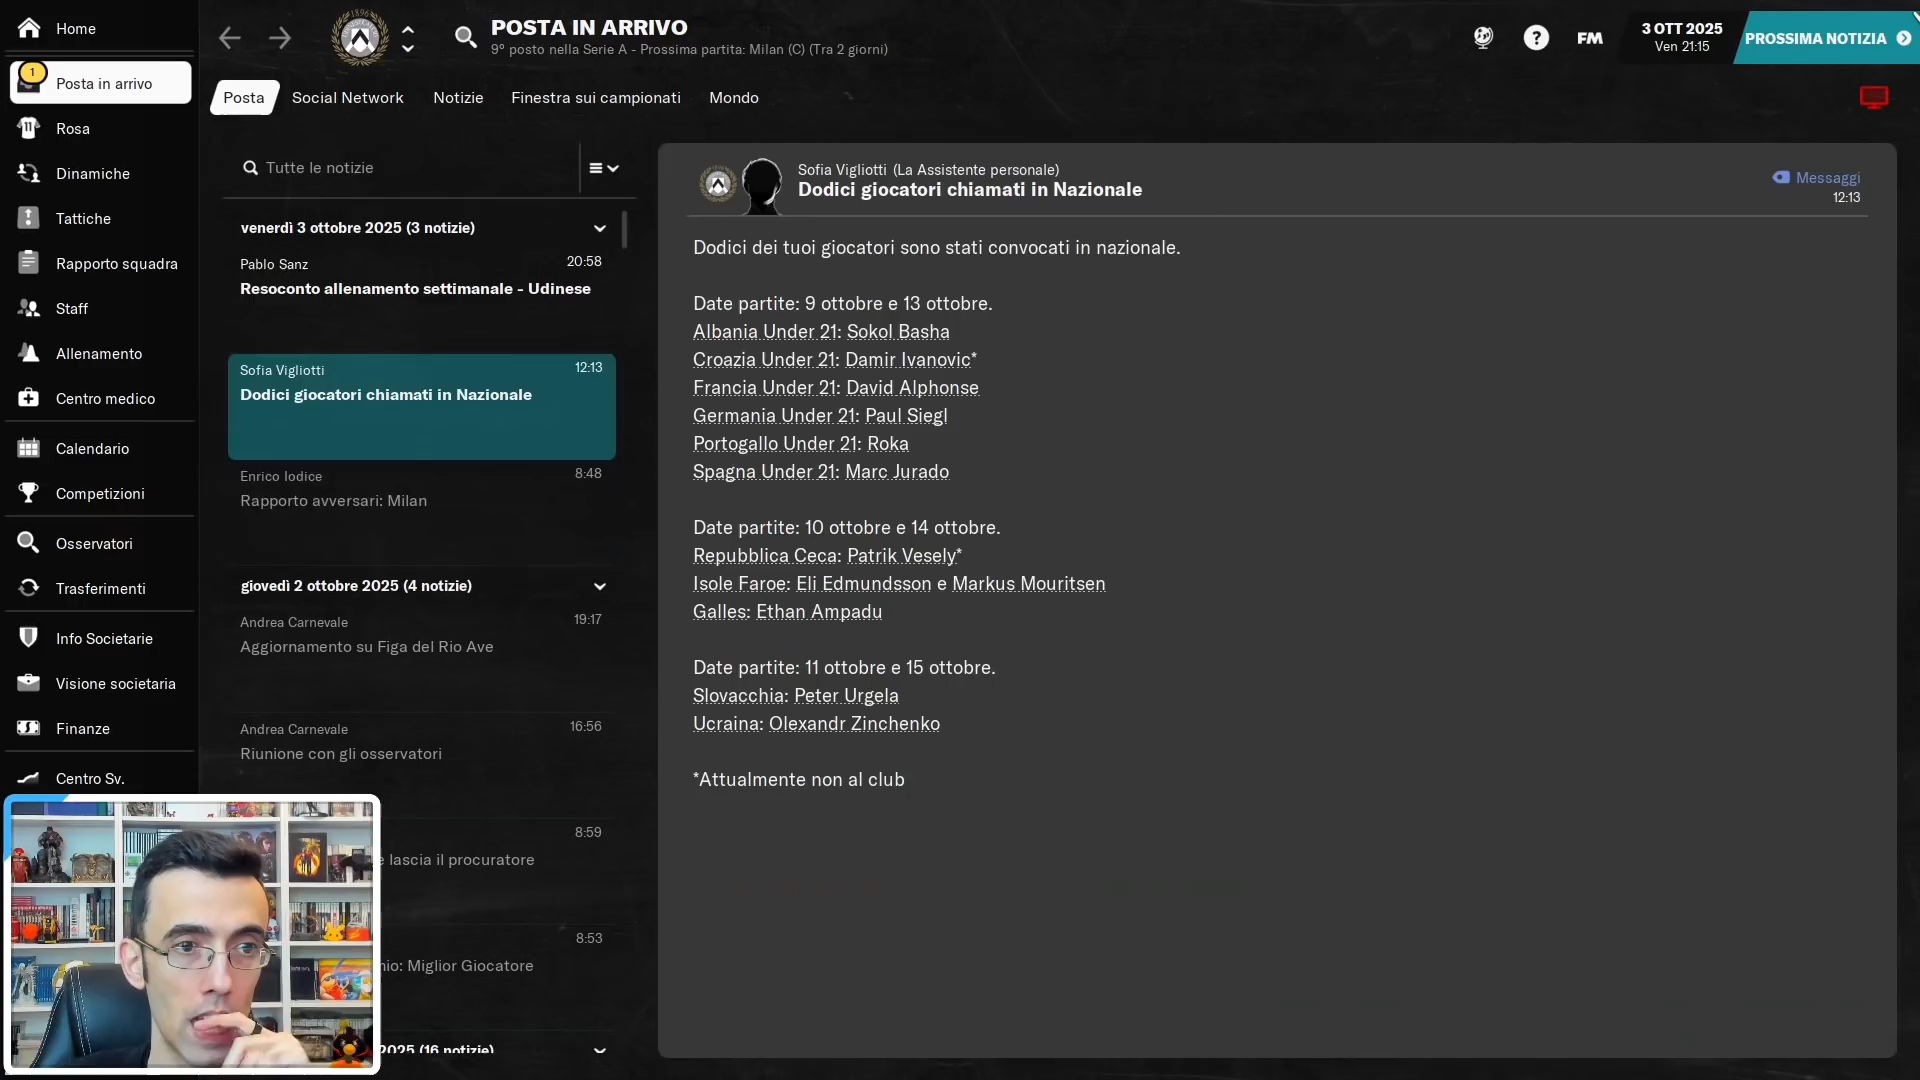 Home
1
Posta in arrivo
Rosa
Dinamiche
Tattiche
Rapporto squadra
Staff
Allenamento
Centro medico
Calendario
Competizioni
Osservatori
Trasferimenti
Info Societarie
Visione societaria
Finanze
Centro Sv.
1896
POSTA IN ARRIVO
9º posto nella Serie A - Prossima partita: Milan (C) (Tra 2 giorni)
?
FM
3 OTT 2025
Ven 21:15
PROSSIMA NOTIZIA
Posta
Social Network
Notizie
Finestra sui campionati
Mondo
Tutte le notizie
venerdì 3 ottobre 2025 (3 notizie)
Pablo Sanz
20:58
Resoconto allenamento settimanale - Udinese
Sofia Vigliotti
12:13
Dodici giocatori chiamati in Nazionale
Enrico Iodice
8:48
Rapporto avversari: Milan
giovedì 2 ottobre 2025 (4 notizie)
Andrea Carnevale
19:17
Aggiornamento su Figa del Rio Ave
Andrea Carnevale
16:56
Riunione con gli osservatori
8:59
lascia il procuratore
8:53
Miglior Giocatore
2025 (16 notizie)
Sofia Vigliotti (La Assistente personale)
Dodici giocatori chiamati in Nazionale
Messaggi
12:13
Dodici dei tuoi giocatori sono stati convocati in nazionale.
Date partite: 9 ottobre e 13 ottobre.
Albania Under 21: Sokol Basha
Croazia Under 21: Damir Ivanovic*
Francia Under 21: David Alphonse
Germania Under 21: Paul Siegl
Portogallo Under 21: Roka
Spagna Under 21: Marc Jurado
Date partite: 10 ottobre e 14 ottobre.
Repubblica Ceca: Patrik Vesely*
Isole Faroe: Eli Edmundsson e Markus Mouritsen
Galles: Ethan Ampadu
Date partite: 11 ottobre e 15 ottobre.
Slovacchia: Peter Urgela
Ucraina: Olexandr Zinchenko
*Attualmente non al club